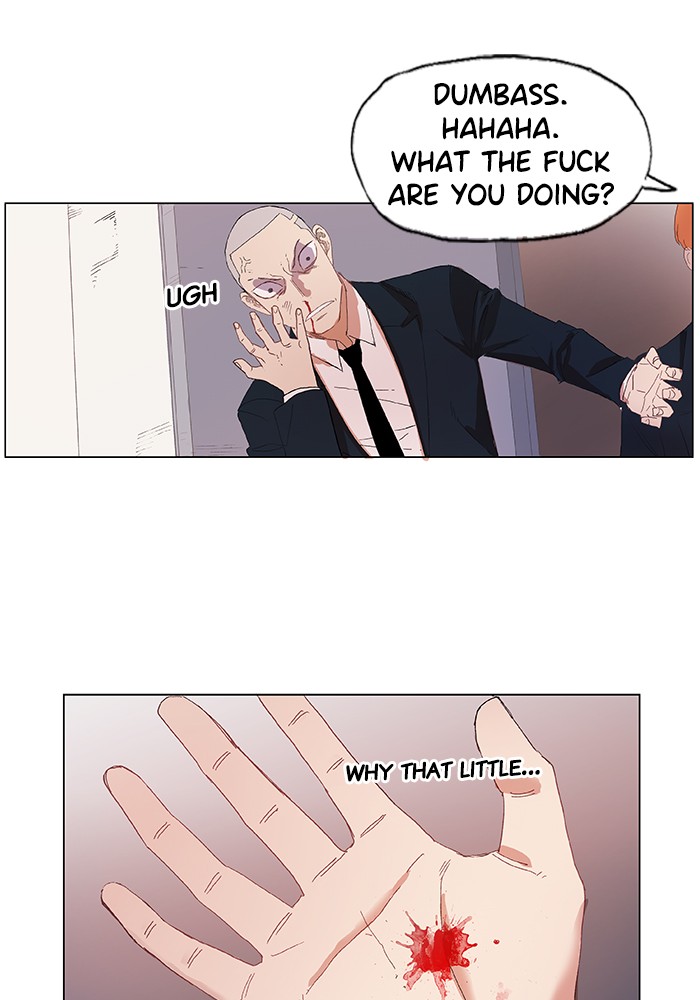 DUMBASS.
HAHAHA.
WHAT THE FUCK
ARE YOU DOING?
UGH
WHY THAT LITTLE...